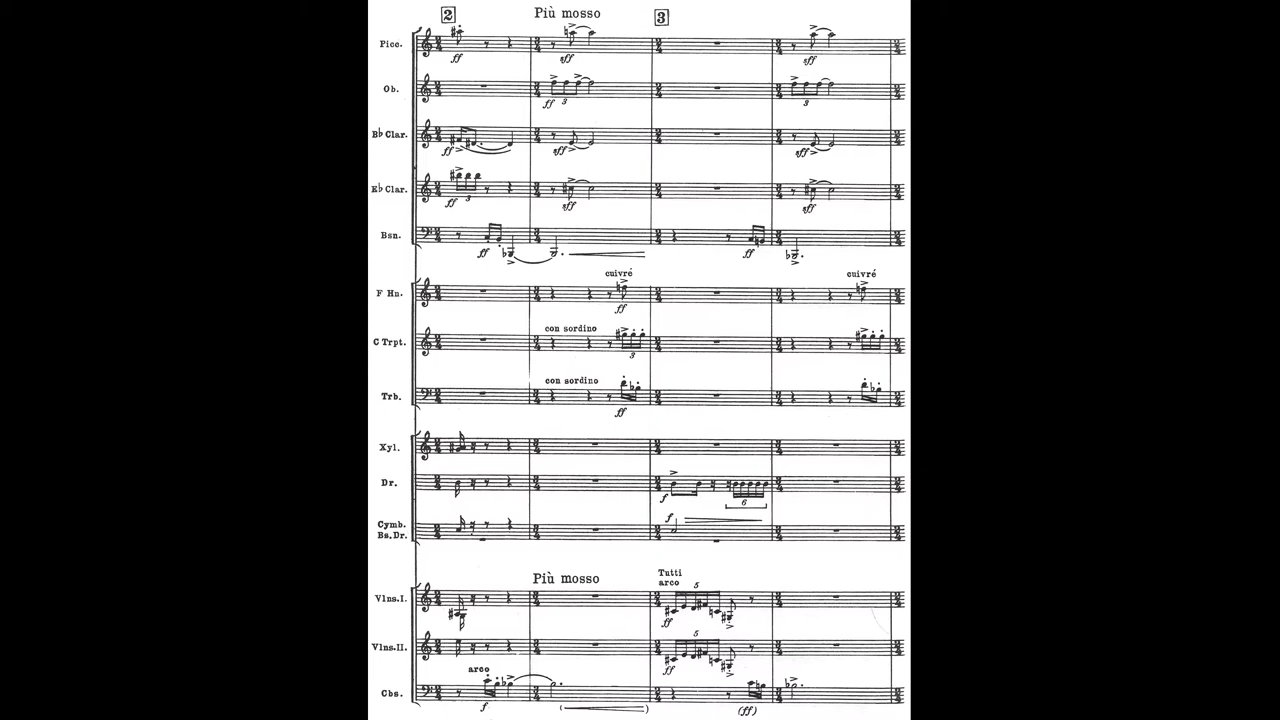 2 Più mosso 3
Picc.
ff sff sff
Ob.
ff 3 3
B♭ Clar.
ff sff sff
E♭ Clar.
ff 3 sff sff
Bsn.
ff ff
cuivré cuivré
F Hn.
ff
con sordino
C Trpt.
3
con sordino
Trb.
ff
Xyl.
Dr.
f 6
f
Cymb.
Bs. Dr.
Più mosso Tutti
arco 5
Vlns. I.
ff
5
Vlns. II.
ff
arco
Cbs.
f (ff)